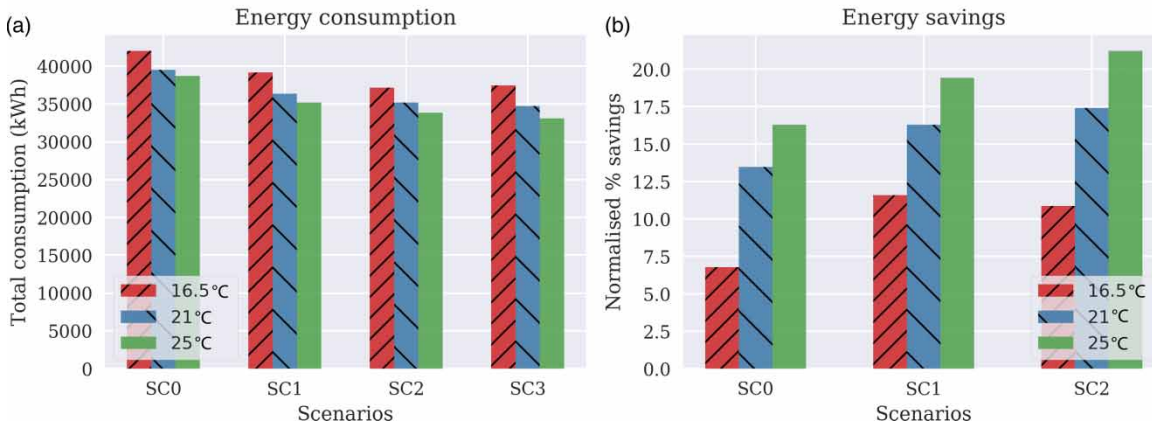 (a)
Energy consumption
Total consumption (kWh)
40000
35000
30000
25000
20000
15000
10000
5000
0
16.5℃
21℃
25℃
SC0 SC1 SC2 SC3
Scenarios
(b)
Energy savings
Normalised % savings
20.0
17.5
15.0
12.5
10.0
7.5
5.0
2.5
0.0
16.5℃
21℃
25℃
SC0 SC1 SC2
Scenarios